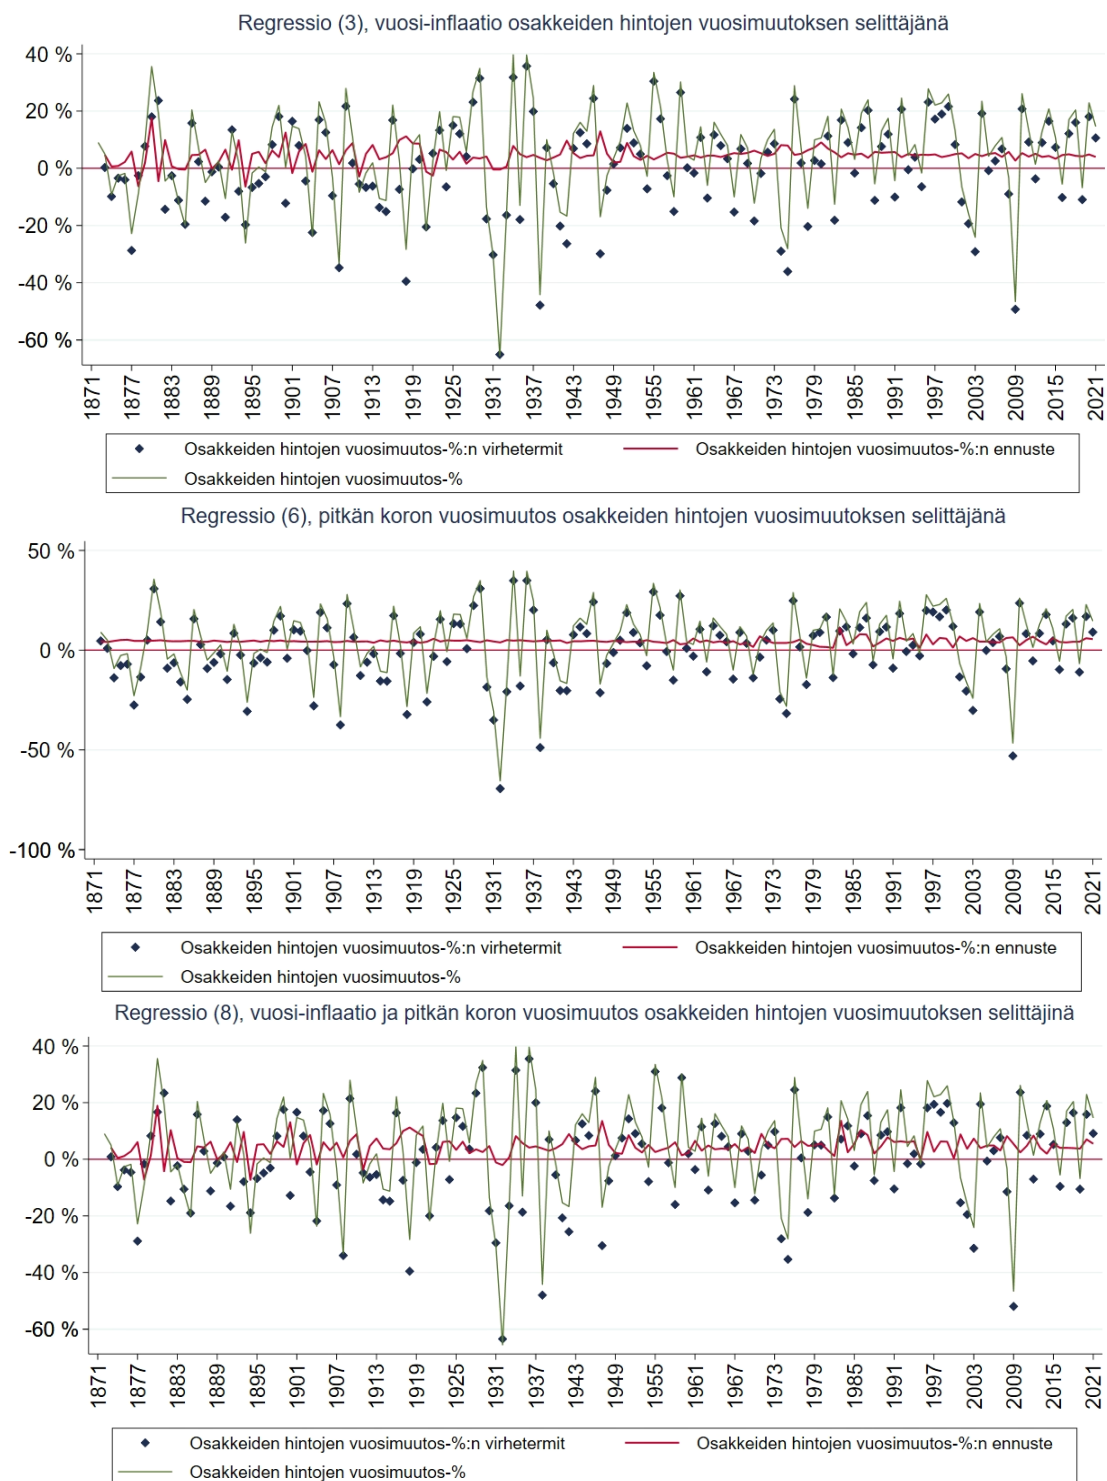 Regressio (3), vuosi-inflaatio osakkeiden hintojen vuosimuutoksen selittäjänä
40 %
20 %
0 %
-20 %
-40 %
-60 %
1871 1877 1883 1889 1895 1901 1907 1913 1919 1925 1931 1937 1943 1949 1955 1961 1967 1973 1979 1985 1991 1997 2003 2009 2015 2021
Osakkeiden hintojen vuosimuutos-%:n virhetermit Osakkeiden hintojen vuosimuutos-%:n ennuste
Osakkeiden hintojen vuosimuutos-%
Regressio (6), pitkän koron vuosimuutos osakkeiden hintojen vuosimuutoksen selittäjänä
50 %
0 %
-50 %
-100 %
1871 1877 1883 1889 1895 1901 1907 1913 1919 1925 1931 1937 1943 1949 1955 1961 1967 1973 1979 1985 1991 1997 2003 2009 2015 2021
Osakkeiden hintojen vuosimuutos-%:n virhetermit Osakkeiden hintojen vuosimuutos-%:n ennuste
Osakkeiden hintojen vuosimuutos-%
Regressio (8), vuosi-inflaatio ja pitkän koron vuosimuutos osakkeiden hintojen vuosimuutoksen selittäjinä
40 %
20 %
0 %
-20 %
-40 %
-60 %
1871 1877 1883 1889 1895 1901 1907 1913 1919 1925 1931 1937 1943 1949 1955 1961 1967 1973 1979 1985 1991 1997 2003 2009 2015 2021
Osakkeiden hintojen vuosimuutos-%:n virhetermit Osakkeiden hintojen vuosimuutos-%:n ennuste
Osakkeiden hintojen vuosimuutos-%